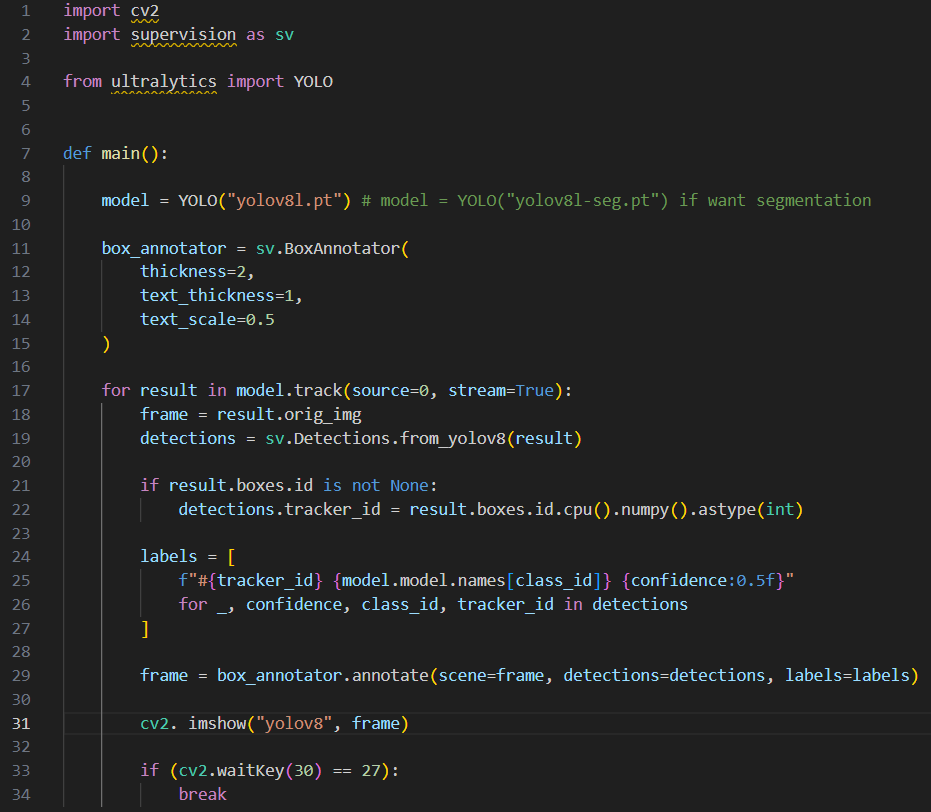 1 import cv2
2 import supervision as sv
3
4 from ultralytics import YOLO
5
6
7 def main():
8
9     model = YOLO("yolov8l.pt") # model = YOLO("yolov8l-seg.pt") if want segmentation
10
11     box_annotator = sv.BoxAnnotator(
12         thickness=2,
13         text_thickness=1,
14         text_scale=0.5
15     )
16
17     for result in model.track(source=0, stream=True):
18         frame = result.orig_img
19         detections = sv.Detections.from_yolov8(result)
20
21         if result.boxes.id is not None:
22             detections.tracker_id = result.boxes.id.cpu().numpy().astype(int)
23
24         labels = [
25             f"#{tracker_id} {model.model.names[class_id]} {confidence:0.5f}"
26             for _, confidence, class_id, tracker_id in detections
27         ]
28
29         frame = box_annotator.annotate(scene=frame, detections=detections, labels=labels)
30
31         cv2. imshow("yolov8", frame)
32
33         if (cv2.waitKey(30) == 27):
34             break